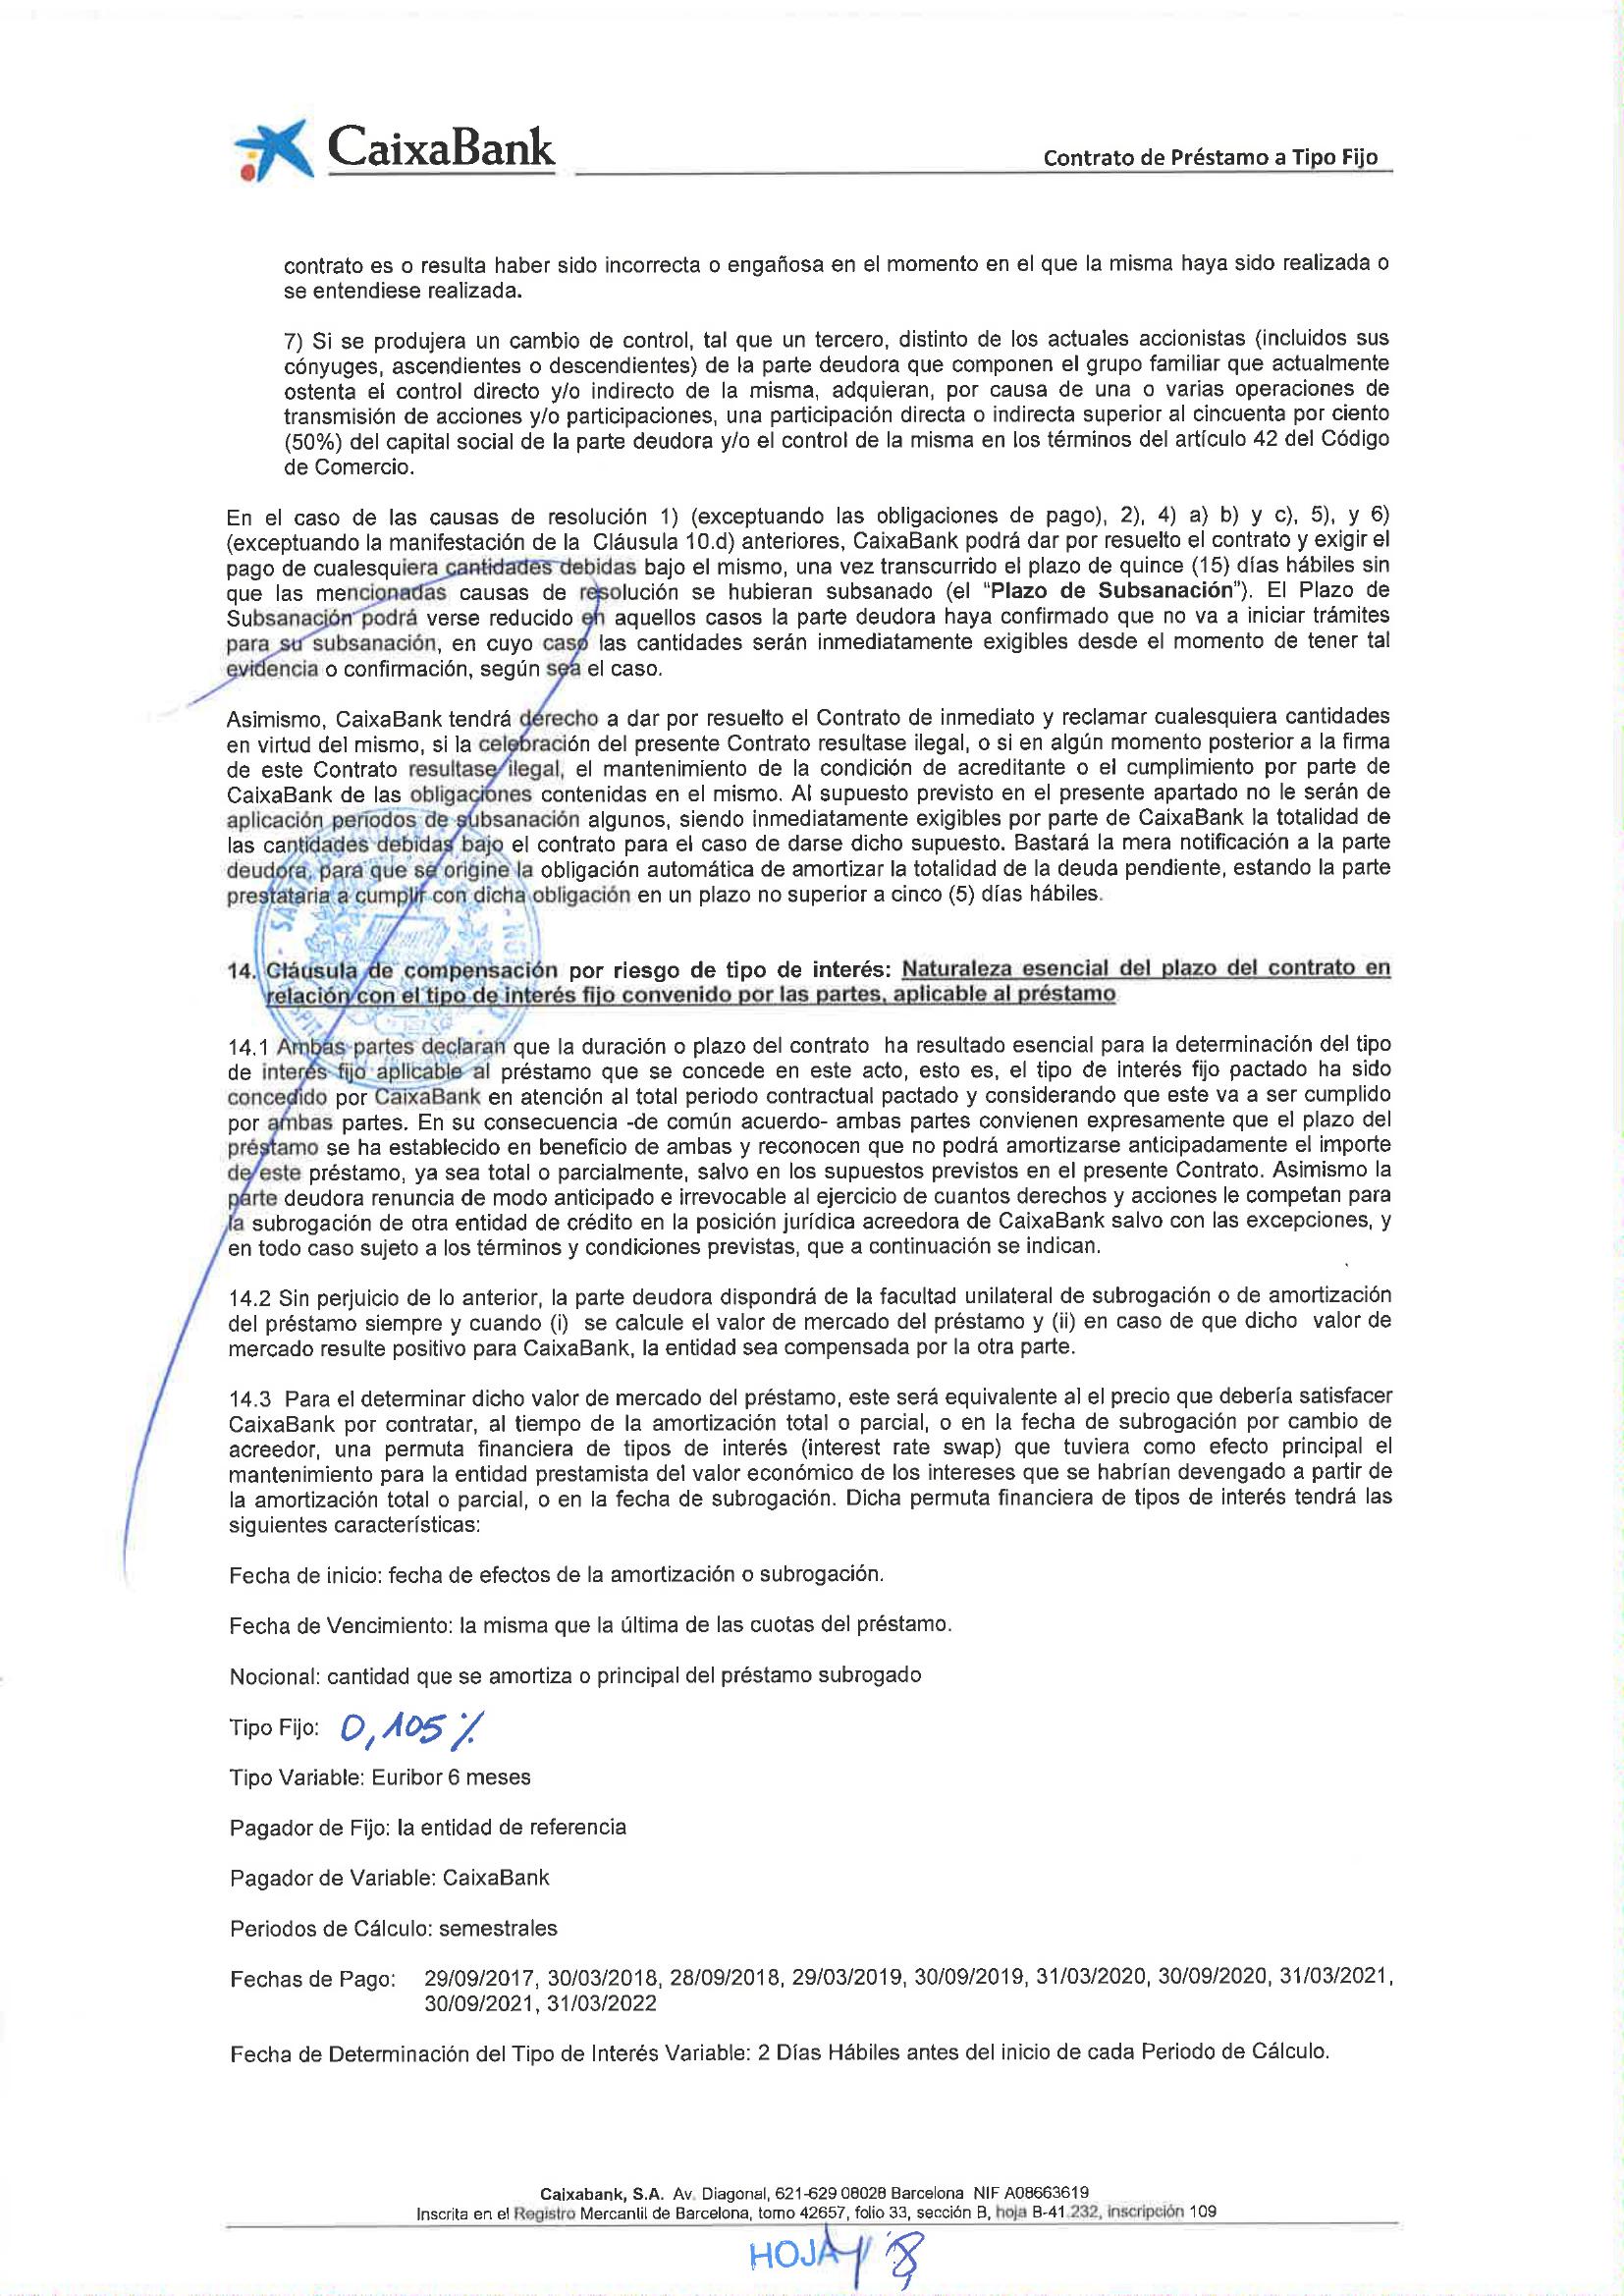 CaixaBank
Contrato de Préstamo a Tipo Fijo
contrato es o resulta haber sido incorrecta o engañosa en el momento en el que la misma haya sido realizada o
se entendiese realizada.
7) Si se produjera un cambio de control, tal que un tercero, distinto de los actuales accionistas (incluidos sus
cónyuges, ascendientes o descendientes) de la parte deudora que componen el grupo familiar que actualmente
ostenta el control directo y/o indirecto de la misma, adquieran, por causa de una o varias operaciones de
transmisión de acciones y/o participaciones, una participación directa o indirecta superior al cincuenta por ciento
(50%) del capital social de la parte deudora y/o el control de la misma en los términos del artículo 42 del Código
de Comercio.
En el caso de las causas de resolución 1) (exceptuando las obligaciones de pago), 2), 4) a) b) y c), 5), y 6)
(exceptuando la manifestación de la Cláusula 10.d) anteriores, CaixaBank podrá dar por resuelto el contrato y exigir el
pago de cualesquiera cantidades debidas bajo el mismo, una vez transcurrido el plazo de quince (15) días hábiles sin
que las mencionadas causas de resolución se hubieran subsanado (el “Plazo de Subsanación”). El Plazo de
Subsanación podrá verse reducido en aquellos casos la parte deudora haya confirmado que no va a iniciar trámites
para su subsanación, en cuyo caso las cantidades serán inmediatamente exigibles desde el momento de tener tal
evidencia o confirmación, según sea el caso.
Asimismo, CaixaBank tendrá derecho a dar por resuelto el Contrato de inmediato y reclamar cualesquiera cantidades
en virtud del mismo, si la celebración del presente Contrato resultase ilegal, o si en algún momento posterior a la firma
de este Contrato resultase ilegal, el mantenimiento de la condición de acreditante o el cumplimiento por parte de
CaixaBank de las obligaciones contenidas en el mismo. Al supuesto previsto en el presente apartado no le serán de
aplicación periodos de subsanación algunos, siendo inmediatamente exigibles por parte de CaixaBank la totalidad de
las cantidades debidas bajo el contrato para el caso de darse dicho supuesto. Bastará la mera notificación a la parte
deudora, para que se origine la obligación automática de amortizar la totalidad de la deuda pendiente, estando la parte
prestataria a cumplir con dicha obligación en un plazo no superior a cinco (5) días hábiles.
14. Cláusula de compensación por riesgo de tipo de interés: Naturaleza esencial del plazo del contrato en
relación con el tipo de interés fijo convenido por las partes, aplicable al préstamo
14.1 Ambas partes declaran que la duración o plazo del contrato ha resultado esencial para la determinación del tipo
de interés fijo aplicable al préstamo que se concede en este acto, esto es, el tipo de interés fijo pactado ha sido
concedido por CaixaBank en atención al total periodo contractual pactado y considerando que este va a ser cumplido
por ambas partes. En su consecuencia -de común acuerdo- ambas partes convienen expresamente que el plazo del
préstamo se ha establecido en beneficio de ambas y reconocen que no podrá amortizarse anticipadamente el importe
de este préstamo, ya sea total o parcialmente, salvo en los supuestos previstos en el presente Contrato. Asimismo la
parte deudora renuncia de modo anticipado e irrevocable al ejercicio de cuantos derechos y acciones le competan para
la subrogación de otra entidad de crédito en la posición jurídica acreedora de CaixaBank salvo con las excepciones, y
en todo caso sujeto a los términos y condiciones previstas, que a continuación se indican.
14.2 Sin perjuicio de lo anterior, la parte deudora dispondrá de la facultad unilateral de subrogación o de amortización
del préstamo siempre y cuando (i) se calcule el valor de mercado del préstamo y (ii) en caso de que dicho valor de
mercado resulte positivo para CaixaBank, la entidad sea compensada por la otra parte.
14.3 Para el determinar dicho valor de mercado del préstamo, este será equivalente al el precio que debería satisfacer
CaixaBank por contratar, al tiempo de la amortización total o parcial, o en la fecha de subrogación por cambio de
acreedor, una permuta financiera de tipos de interés (interest rate swap) que tuviera como efecto principal el
mantenimiento para la entidad prestamista del valor económico de los intereses que se habrían devengado a partir de
la amortización total o parcial, o en la fecha de subrogación. Dicha permuta financiera de tipos de interés tendrá las
siguientes características:
Fecha de inicio: fecha de efectos de la amortización o subrogación.
Fecha de Vencimiento: la misma que la última de las cuotas del préstamo.
Nocional: cantidad que se amortiza o principal del préstamo subrogado
Tipo Fijo: 0,105%
Tipo Variable: Euribor 6 meses
Pagador de Fijo: la entidad de referencia
Pagador de Variable: CaixaBank
Periodos de Cálculo: semestrales
Fechas de Pago: 29/09/2017, 30/03/2018, 28/09/2018, 29/03/2019, 30/09/2019, 31/03/2020, 30/09/2020, 31/03/2021,
30/09/2021, 31/03/2022
Fecha de Determinación del Tipo de Interés Variable: 2 Días Hábiles antes del inicio de cada Periodo de Cálculo.
Caixabank, S.A. Av. Diagonal, 621-629 08028 Barcelona NIF A08663619
Inscrita en el Registro Mercantil de Barcelona, tomo 42657, folio 33, sección B, hoja B-41.232, inscripción 109
HOJA 8